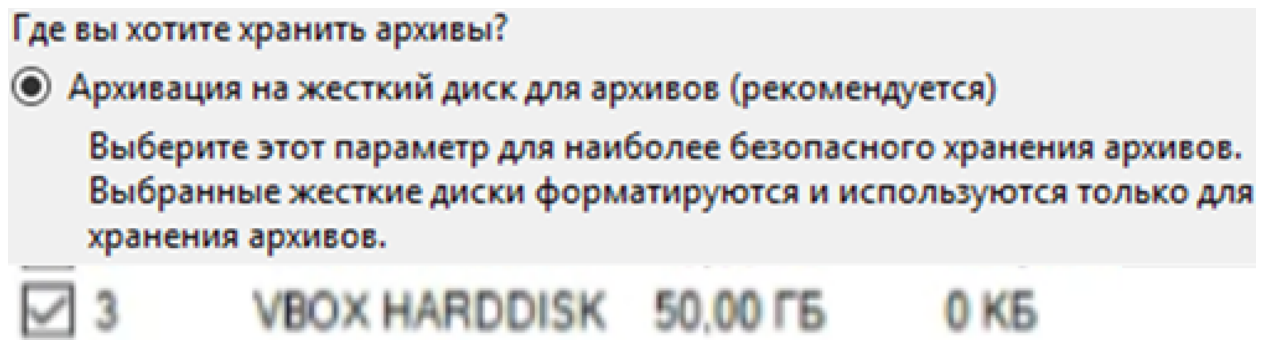 Где вы хотите хранить архивы?
Архивация на жесткий диск для архивов (рекомендуется)
Выберите этот параметр для наиболее безопасного хранения архивов.
Выбранные жесткие диски форматируются и используются только для
хранения архивов.
3 VBOX HARDDISK 50,00 ГБ 0 КБ